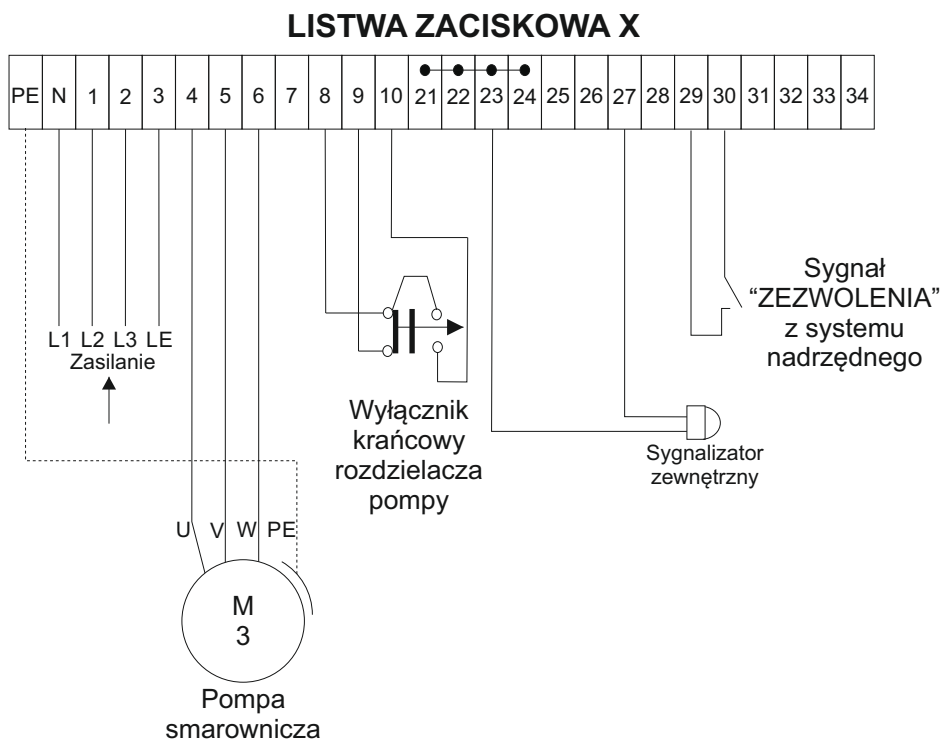 LISTWA ZACISKOWA X
PE N 1 2 3 4 5 6 7 8 9 10 21 22 23 24 25 26 27 28 29 30 31 32 33 34
L1 L2 L3 LE
Zasilanie
Wyłącznik
krańcowy
rozdzielacza
pompy
Sygnał
“ZEZWOLENIA”
z systemu
nadrzędnego
Sygnalizator
zewnętrzny
U V W PE
M
3
Pompa
smarownicza